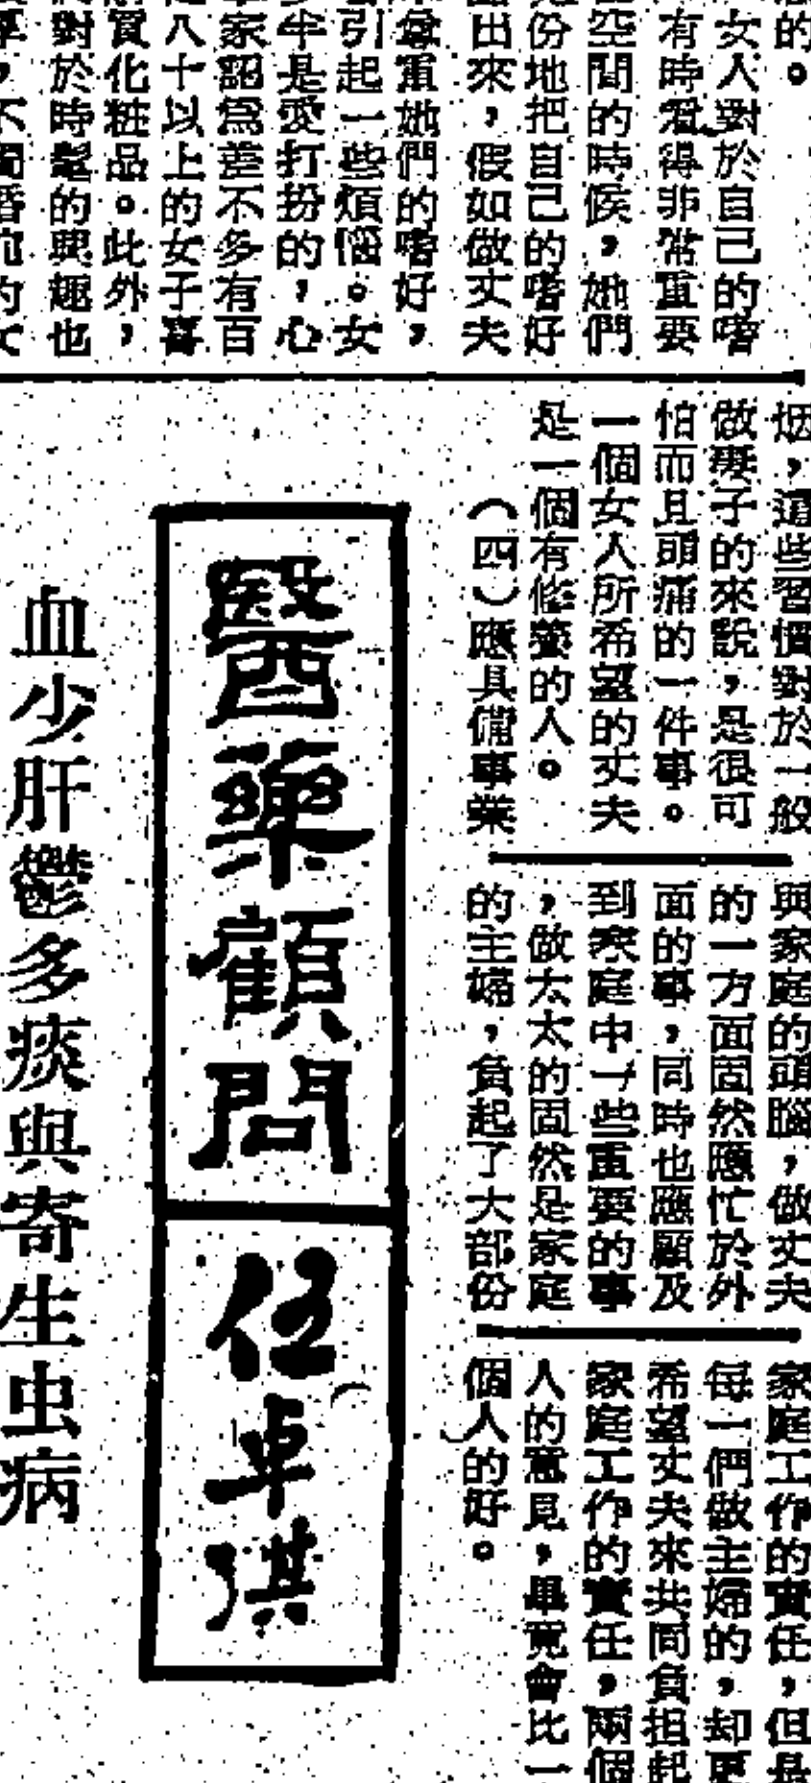 的。
女人對於自己的嗜
有時看得非常重要
空閒的時候，她們
份地把自己的嗜好
出來，假如做丈夫
尊重她們的嗜好，
引起一些煩惱。女
半是愛打扮的，心
家認為差不多有百
八十以上的女子喜
化粧品。此外，
對於時髦的興趣也
烟，這些習慣對於一般
做妻子的來說，是很可
怕而且頭痛的一件事。
一個女人所希望的丈夫
是一個有修養的人。
（四）應具備事業
與家庭的頭腦，做丈夫
的一方面固然應忙於外
面的事，同時也應顧及
到家庭中一些重要的事
，做太太的固然是家庭
的主婦，負起了大部份
家庭工作的責任，但是
每一們做主婦的，却更
希望丈夫來共同負担起
家庭工作的責任，兩個
人的意見，畢竟會比一
個人的好。
醫藥顧問
伍卓琪
血少肝鬱多痰與寄生虫病